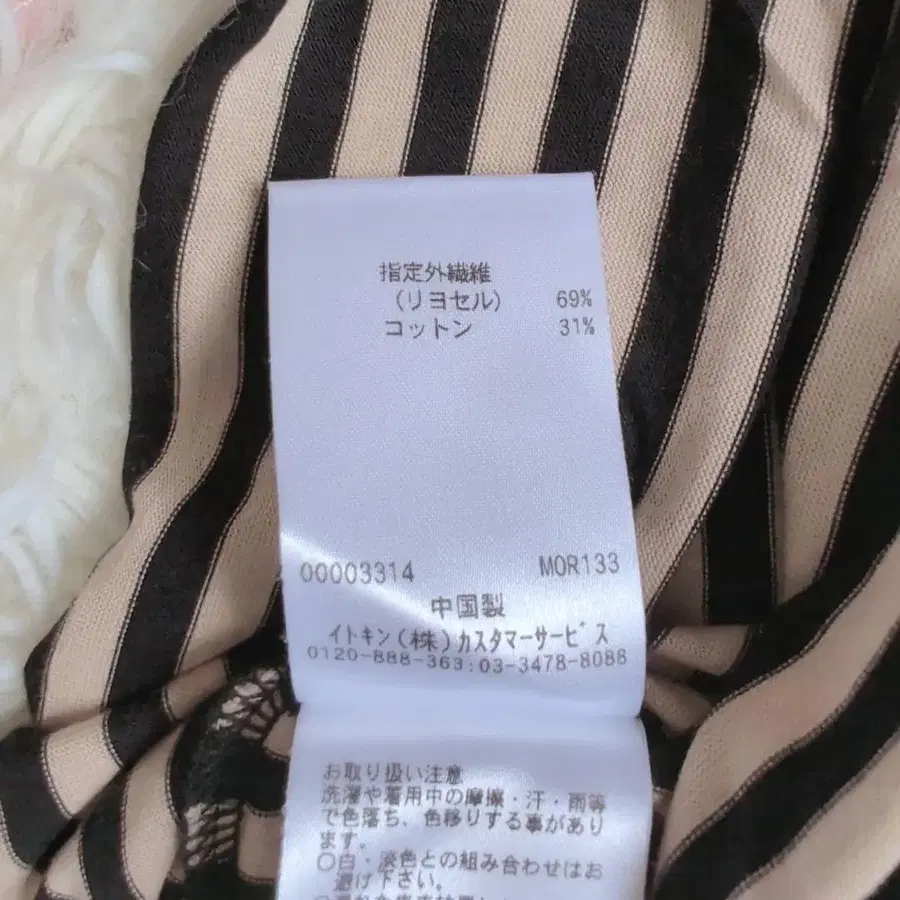 指定外繊維
(リヨセル) 69%
コットン 31%
00003314 MOR133
中国製
イトキン(株)カスタマーサービス
0120-888-363:03-3478-8088
お取り扱い注意
洗濯や着用中の摩擦・汗・雨等
で色落ち、色移りする事があり
ます。
○白・淡色との組み合わせはお
避け下さい。